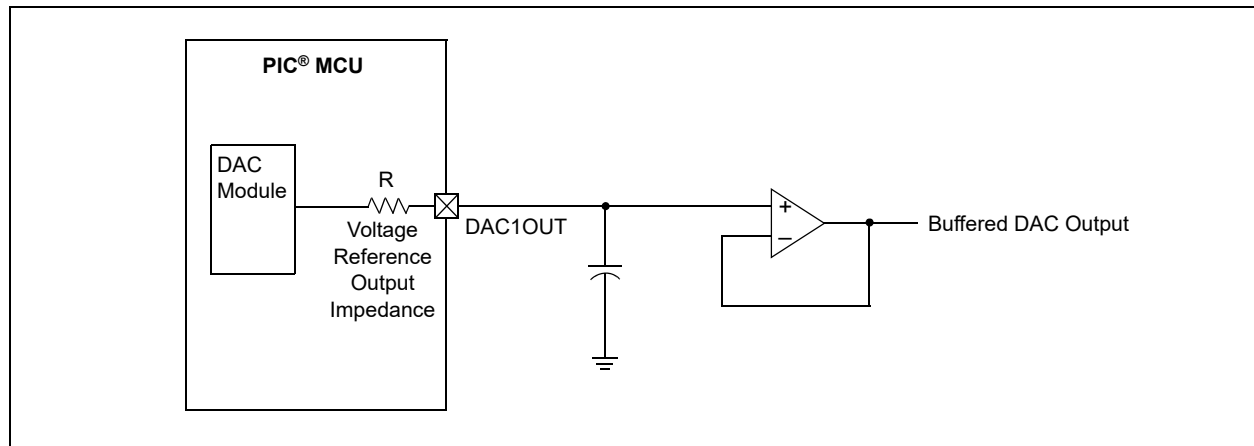 PIC® MCU
DAC
Module
R
Voltage
Reference
Output
Impedance
DAC1OUT
+
–
Buffered DAC Output